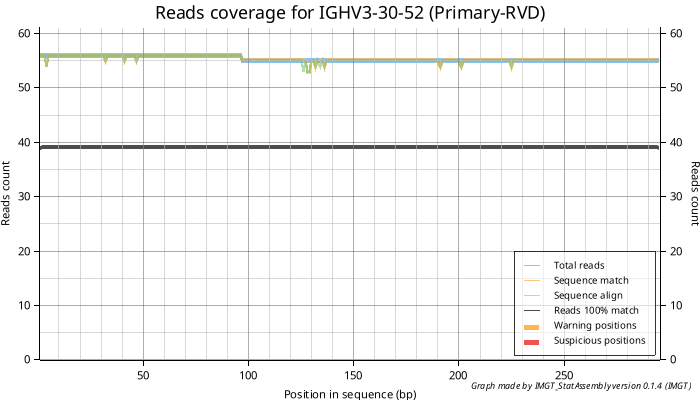 Reads coverage for IGHV3-30-52 (Primary-RVD)
60
60
50
50
40
40
30
30
20
20
10
10
0
0
Reads count
Reads count
Total reads
Sequence match
Sequence align
Reads 100% match
Warning positions
Suspicious positions
50
100
150
200
250
Position in sequence (bp)
Graph made by IMGT_StatAssembly version 0.1.4 (IMGT)